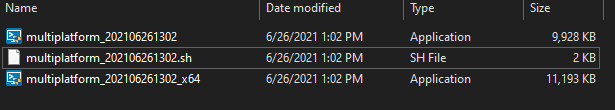 Name Date modified Type Size
multiplatform_202106261302 6/26/2021 1:02 PM Application 9,928 KB
multiplatform_202106261302.sh 6/26/2021 1:02 PM SH File 2 KB
multiplatform_202106261302_x64 6/26/2021 1:02 PM Application 11,193 KB